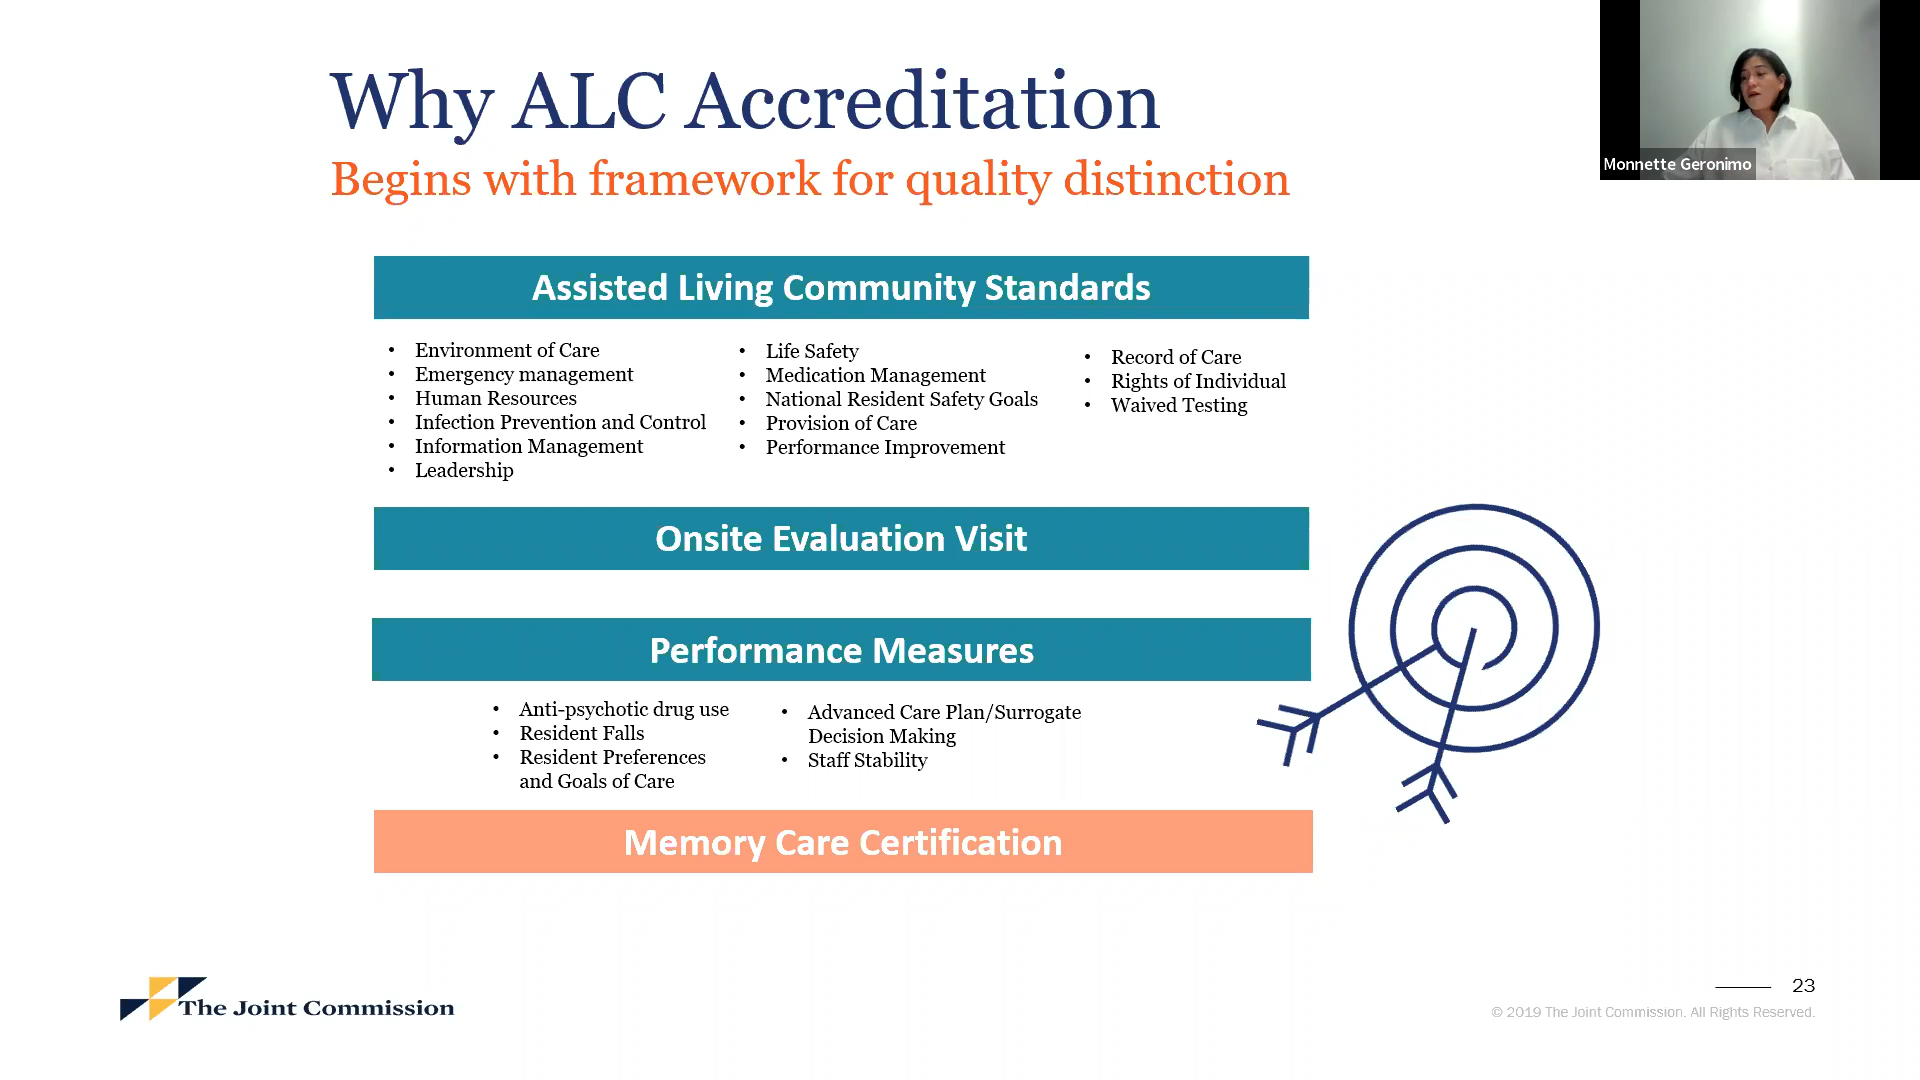 Why ALC Accreditation
Begins with framework for quality distinction
Monnette Geronimo
Assisted Living Community Standards
• Environment of Care
• Emergency management
• Human Resources
• Infection Prevention and Control
• Information Management
• Leadership
• Life Safety
• Medication Management
• National Resident Safety Goals
• Provision of Care
• Performance Improvement
• Record of Care
• Rights of Individual
• Waived Testing
Onsite Evaluation Visit
Performance Measures
• Anti-psychotic drug use
• Resident Falls
• Resident Preferences
and Goals of Care
• Advanced Care Plan/Surrogate
Decision Making
• Staff Stability
Memory Care Certification
The Joint Commission
23
© 2019 The Joint Commission. All Rights Reserved.